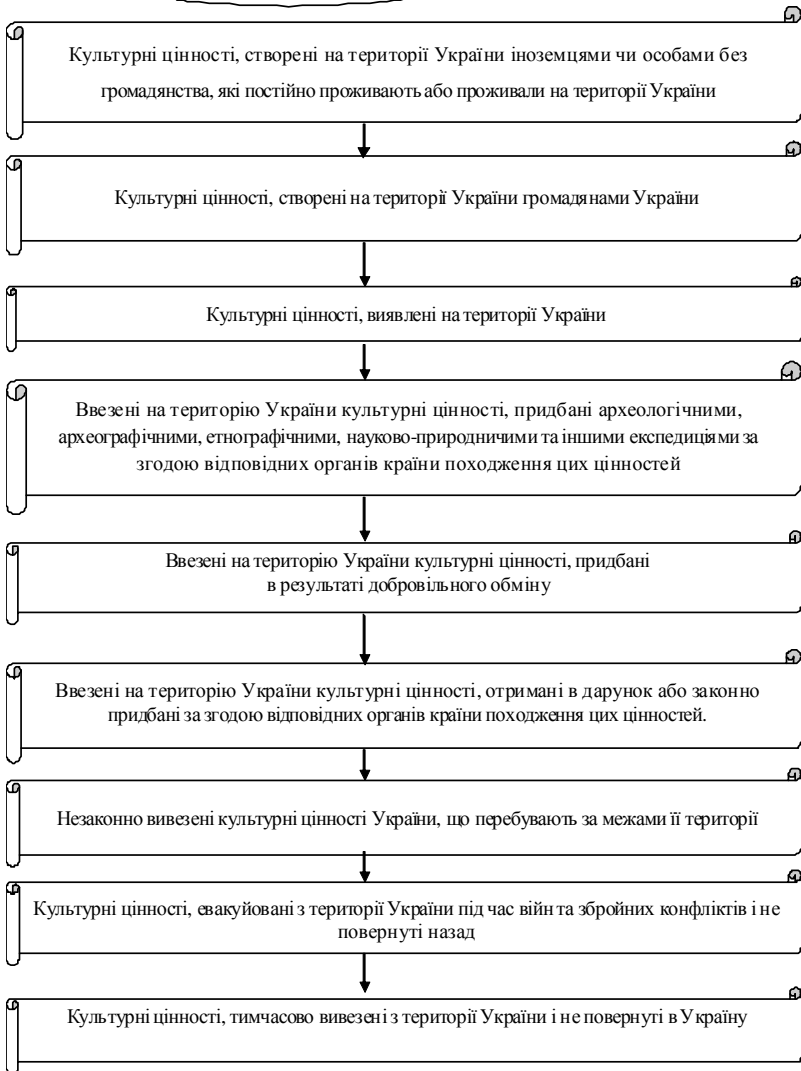 Культурні цінності, створені на території України іноземцями чи особами без
громадянства, які постійно проживають або проживали на території України
Культурні цінності, створені на території України громадянами України
Культурні цінності, виявлені на території України
Ввезені на територію України культурні цінності, придбані археологічними,
археографічними, етнографічними, науково-природничими та іншими експедиціями за
згодою відповідних органів країни походження цих цінностей
Ввезені на територію України культурні цінності, придбані
в результаті добровільного обміну
Ввезені на територію України культурні цінності, отримані в дарунок або законно
придбані за згодою відповідних органів країни походження цих цінностей.
Незаконно вивезені культурні цінності України, що перебувають за межами її території
Культурні цінності, евакуйовані з території України під час війн та збройних конфліктів і не
повернуті назад
Культурні цінності, тимчасово вивезені з території України і не повернуті в Україну